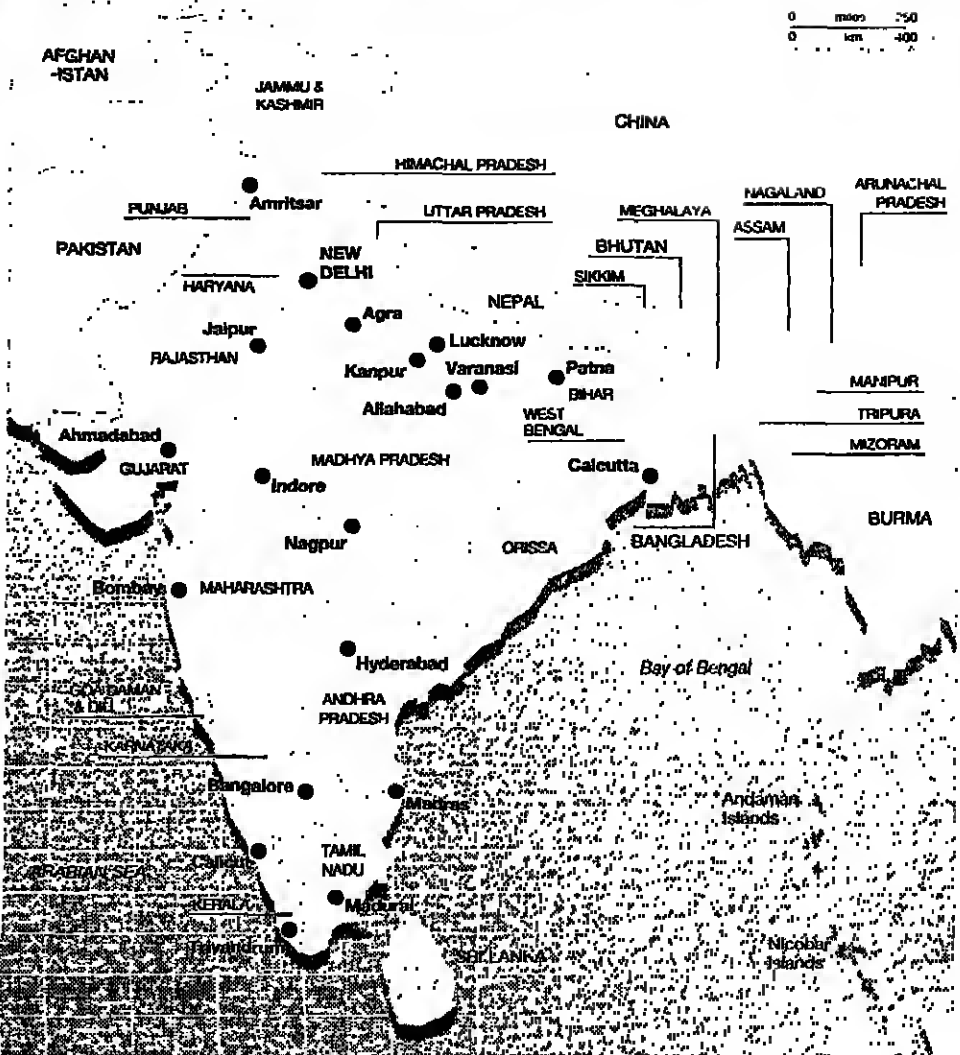 0 miles 250
0 km 400
AFGHAN
-ISTAN
JAMMU &
KASHMIR
CHINA
HIMACHAL PRADESH
Amritsar
PUNJAB
UTTAR PRADESH
MEGHALAYA
NAGALAND
ARUNACHAL
PRADESH
ASSAM
PAKISTAN
BHUTAN
NEW
DELHI
HARYANA
SIKKIM
NEPAL
Agra
Jaipur
RAJASTHAN
Lucknow
Kanpur
Varanasi
Patna
BIHAR
Allahabad
MANIPUR
WEST
BENGAL
TRIPURA
Ahmadabad
GUJARAT
MADHYA PRADESH
MIZORAM
Calcutta
Indore
BURMA
Nagpur
ORISSA
BANGLADESH
Bombay
MAHARASHTRA
Hyderabad
Bay of Bengal
GOA DAMAN
& DIU
ANDHRA
PRADESH
KARNATAKA
Bangalore
Madras
Andaman
Islands
Calicut
TAMIL
NADU
ARABIAN SEA
KERALA
Madurai
Trivandrum
SRI LANKA
Nicobar
Islands